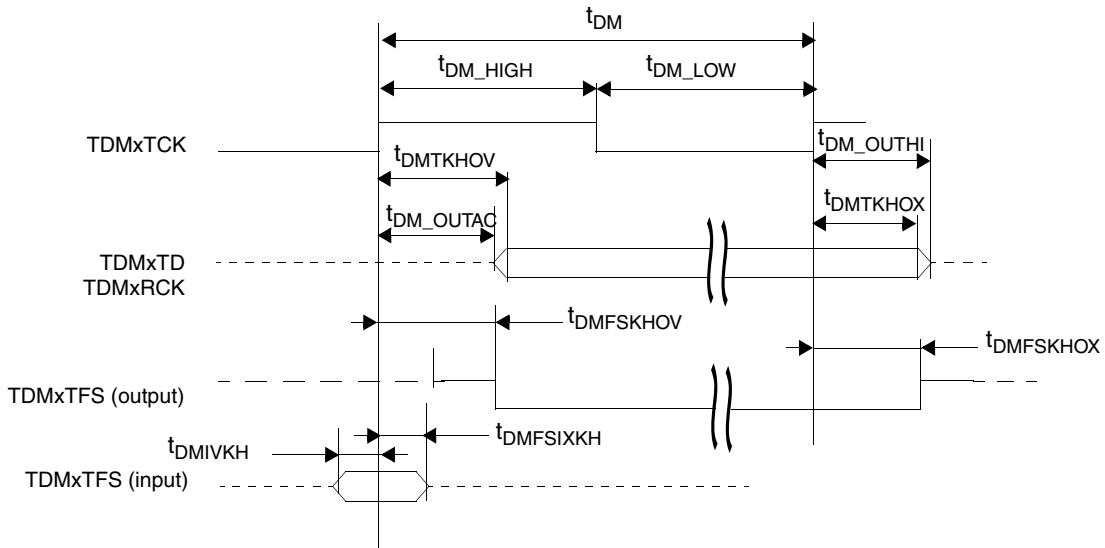 tDM
tDM_HIGH
tDM_LOW
TDMxTCK
tDM_OUTHI
tDMTKHOV
tDMTKHOX
tDM_OUTAC
TDMxTD
TDMxRCK
tDMFSKHOV
tDMFSKHOX
TDMxTFS (output)
tDMFSIXKH
tDMIVKH
TDMxTFS (input)